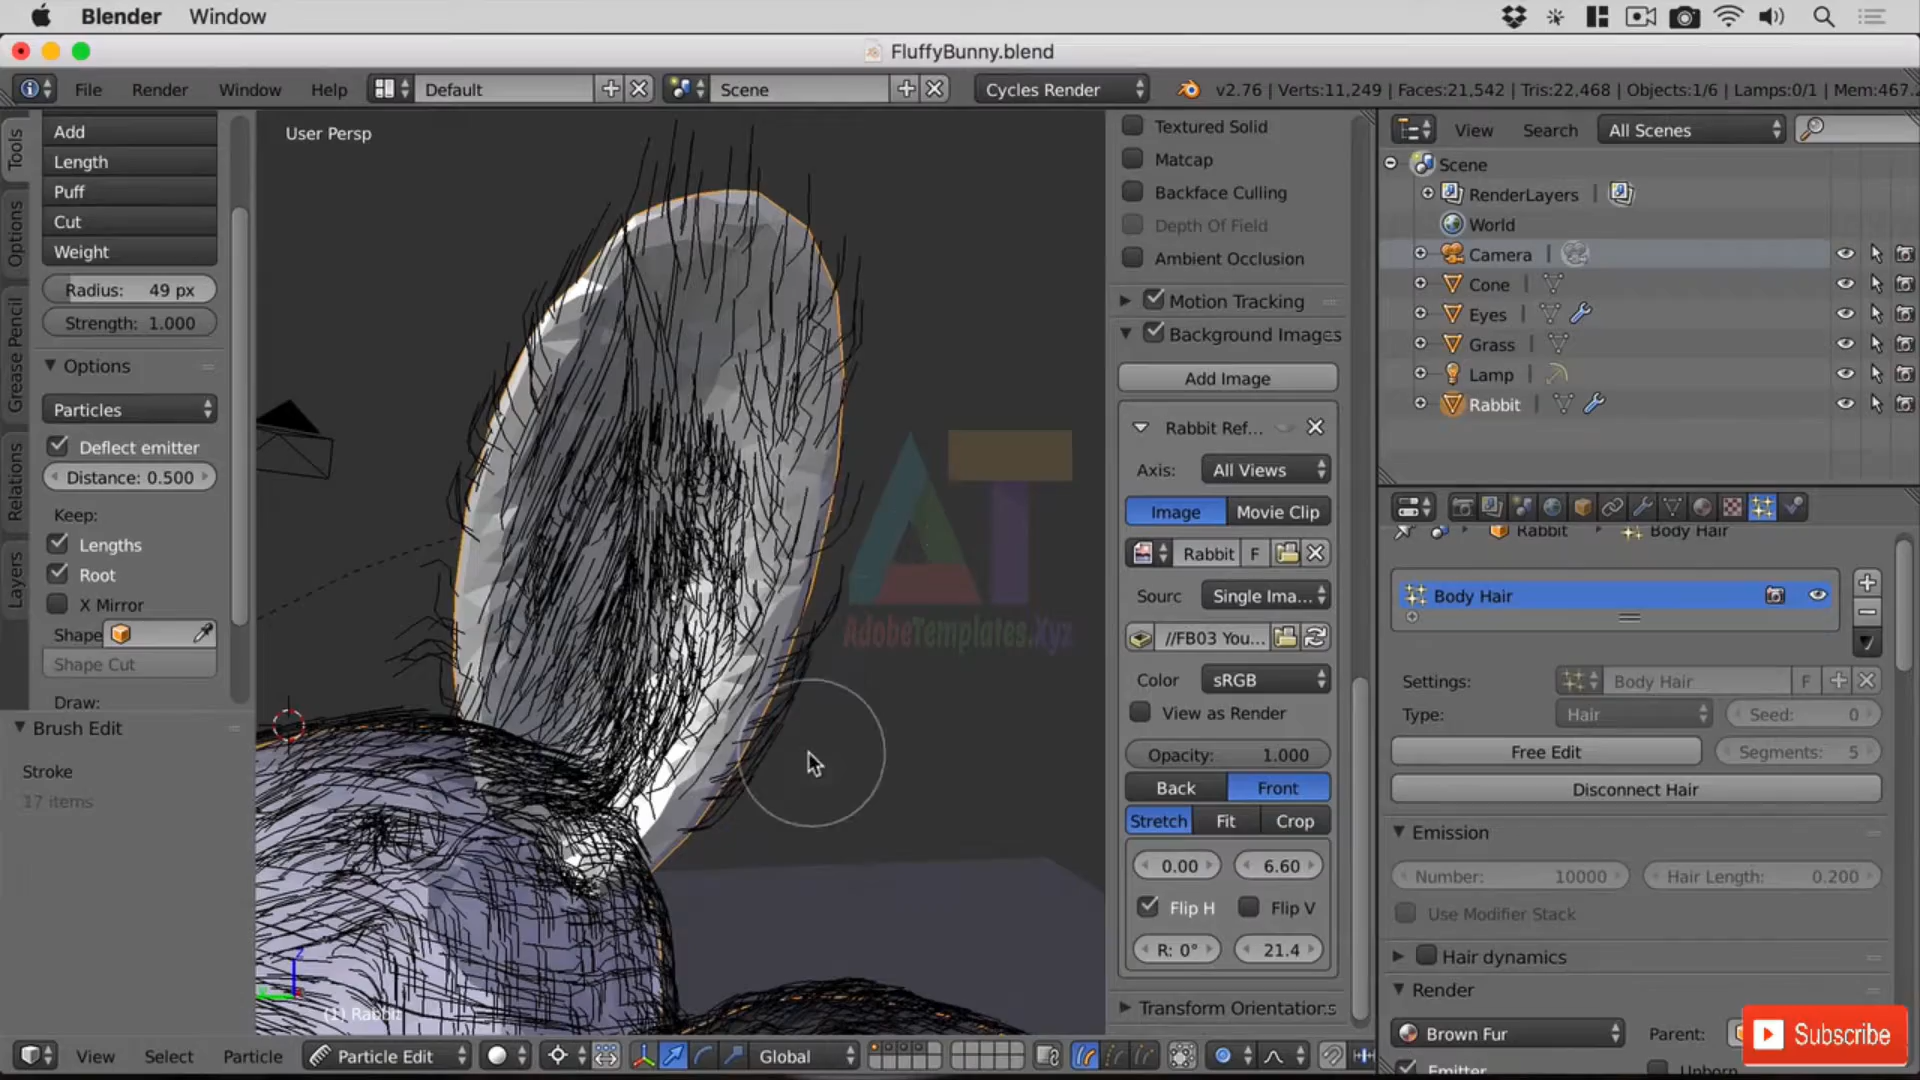 Blender Window
FluffyBunny.blend
File Render Window Help Default Scene Cycles Render v2.76 | Verts:11,249 | Faces:21,542 | Tris:22,468 | Objects:1/6 | Lamps:0/1 | Mem:467.
Tools
Options
Grease Pencil
Relations
Layers
Add
Length
Puff
Cut
Weight
Radius: 49 px
Strength: 1.000
Options
Particles
Deflect emitter
Distance: 0.500
Keep:
Lengths
Root
X Mirror
Shape
Shape Cut
Draw:
Brush Edit
Stroke
17 items
User Persp
AT
AdobeTemplates.Xyz
(1) Rabbit
Textured Solid
Matcap
Backface Culling
Depth Of Field
Ambient Occlusion
Motion Tracking
Background Images
Add Image
Rabbit Ref...
Axis: All Views
Image Movie Clip
Rabbit F
Sourc Single Ima...
//FB03 You...
Color sRGB
View as Render
Opacity: 1.000
Back Front
Stretch Fit Crop
0.00 6.60
Flip H Flip V
R: 0° 21.4
Transform Orientations
View Search All Scenes
Scene
RenderLayers
World
Camera
Cone
Eyes
Grass
Lamp
Rabbit
Rabbit Body Hair
Body Hair
Settings: Body Hair F
Type: Hair Seed: 0
Free Edit Segments: 5
Disconnect Hair
Emission
Number: 10000 Hair Length: 0.200
Use Modifier Stack
Hair dynamics
Render
Brown Fur Parent:
Emitter Unborn
Subscribe
View Select Particle Particle Edit Global